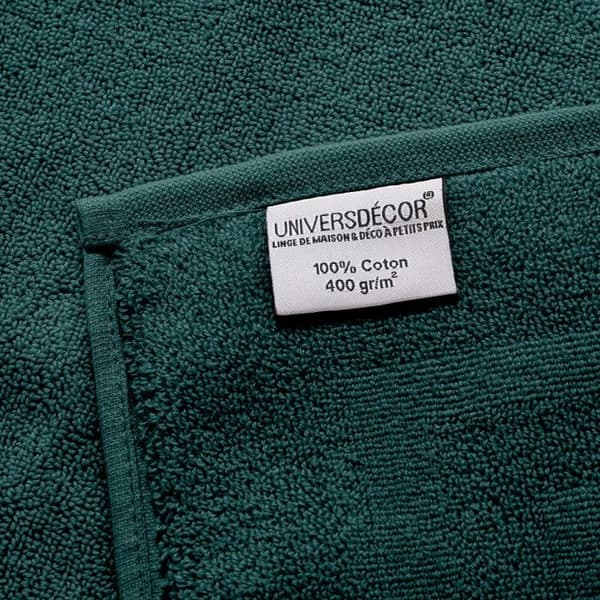 UNIVERSDÉCOR
LINGE DE MAISON & DÉCO À PETITS PRIX
100% Coton
400 gr/m²